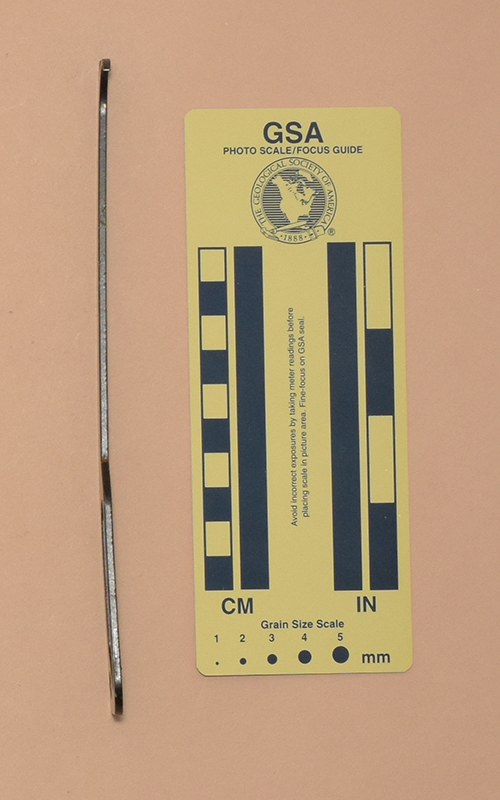 GSA
PHOTO SCALE/FOCUS GUIDE
THE GEOLOGICAL SOCIETY OF AMERICA
·1888·
®
Avoid incorrect exposures by taking meter readings before
placing scale in picture area. Fine-focus on GSA seal.
CM IN
Grain Size Scale
1 2 3 4 5
mm